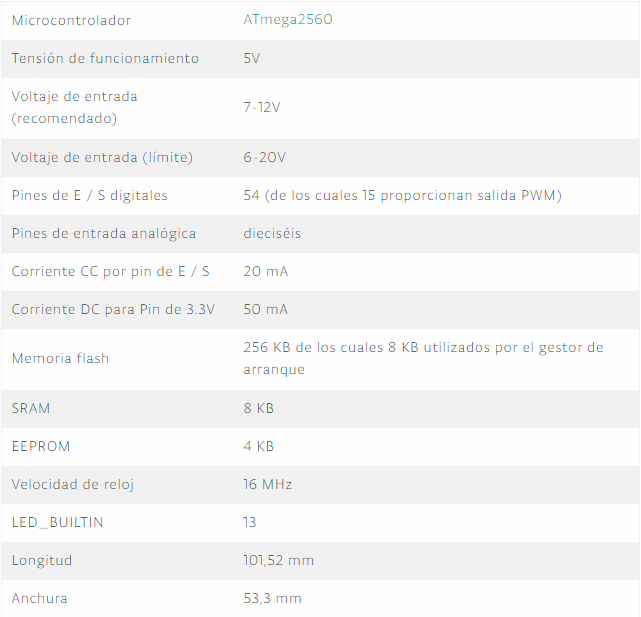 Microcontrolador ATmega2560
Tensión de funcionamiento 5V
Voltaje de entrada
(recomendado) 7-12V
Voltaje de entrada (límite) 6-20V
Pines de E / S digitales 54 (de los cuales 15 proporcionan salida PWM)
Pines de entrada analógica dieciséis
Corriente CC por pin de E / S 20 mA
Corriente DC para Pin de 3.3V 50 mA
Memoria flash 256 KB de los cuales 8 KB utilizados por el gestor de
arranque
SRAM 8 KB
EEPROM 4 KB
Velocidad de reloj 16 MHz
LED_BUILTIN 13
Longitud 101,52 mm
Anchura 53,3 mm